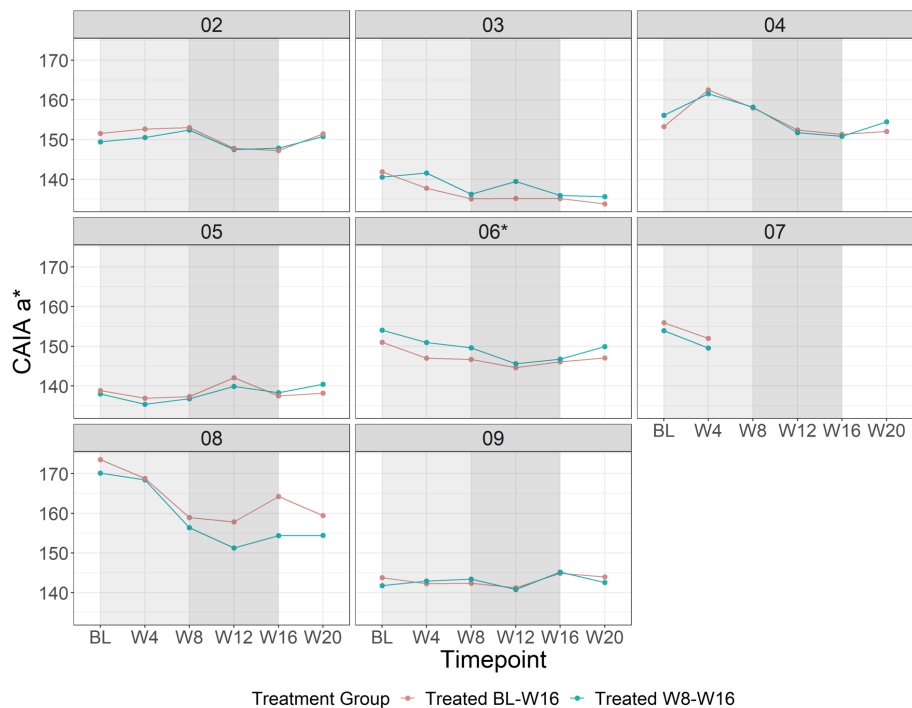 02 03 04
170
160
150
140
05 06* 07
170
160
150
140
CAIA a*
BL W4 W8 W12 W16 W20
08 09
170
160
150
140
BL W4 W8 W12 W16 W20 BL W4 W8 W12 W16 W20
Timepoint
Treatment Group Treated BL-W16 Treated W8-W16